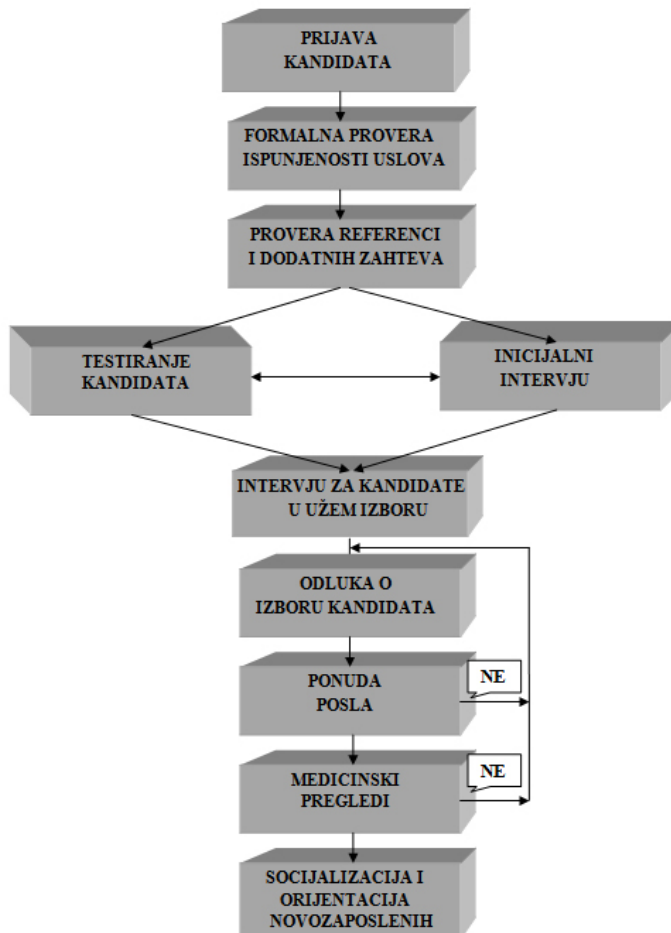 PRIJAVA
KANDIDATA
FORMALNA PROVERA
ISPUNJENOSTI USLOVA
PROVERA REFERENCI
I DODATNIH ZAHTEVA
TESTIRANJE
KANDIDATA
INICIJALNI
INTERVJU
INTERVJU ZA KANDIDATE
U UŽEM IZBORU
ODLUKA O
IZBORU KANDIDATA
PONUDA
POSLA
NE
MEDICINSKI
PREGLEDI
NE
SOCIJALIZACIJA I
ORIJENTACIJA
NOVOZAPOSLENIH